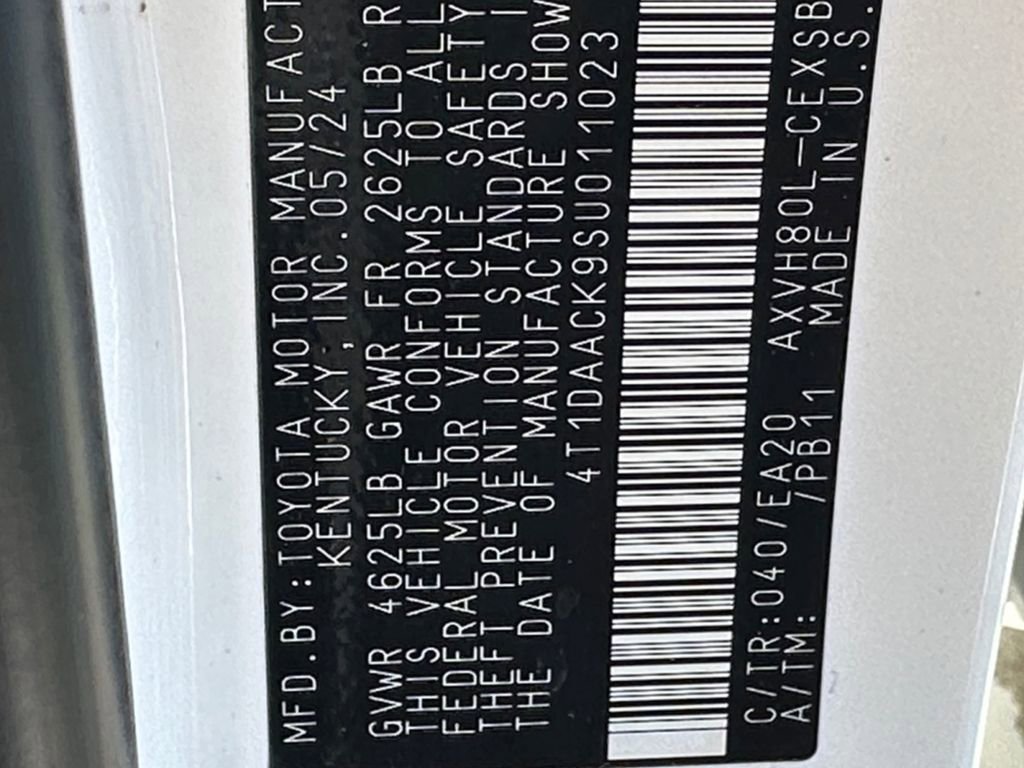 MFD.BY:TOYOTA MOTOR MANUFACT
KENTUCKY,INC.05/24
GVWR 4625LB GAWR FR 2625LB R
THIS VEHICLE CONFORMS TO ALL
FEDERAL MOTOR VEHICLE SAFETY
THEFT PREVENTION STANDARDS I
THE DATE OF MANUFACTURE SHOW
4T1DAACK9SU011023
C/TR:040/EA20 AXVH80L-CEXSB
A/TM: /PB11 MADE IN U.S.